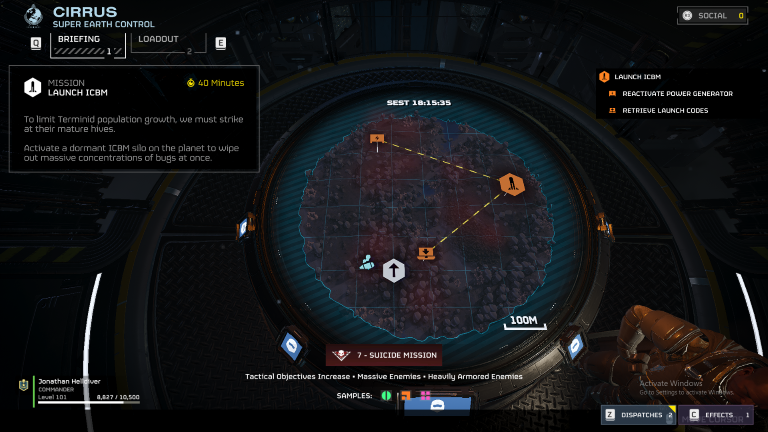 CIRRUS
SUPER EARTH CONTROL
SOCIAL 0
Q BRIEFING 1 LOADOUT 2 E
MISSION
LAUNCH ICBM
40 Minutes
To limit Terminid population growth, we must strike
at their mature hives.
Activate a dormant ICBM silo on the planet to wipe
out massive concentrations of bugs at once.
LAUNCH ICBM
REACTIVATE POWER GENERATOR
RETRIEVE LAUNCH CODES
SEST 18:15:35
100M
7 - SUICIDE MISSION
Tactical Objectives Increase • Massive Enemies • Heavily Armored Enemies
SAMPLES:
Jonathan Helldiver
COMMANDER
Level 101 8,827 / 10,500
Activate Windows
Go to Settings to activate Windows.
Z DISPATCHES 2
C EFFECTS 1
MOVE CURSOR